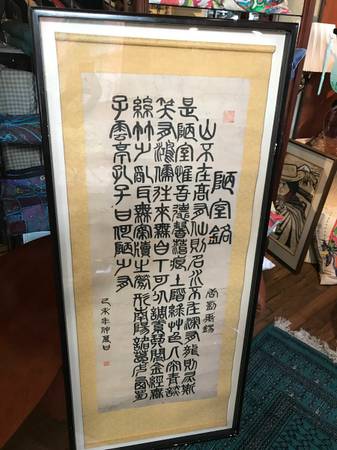 陋室銘
唐劉禹錫
山不在高有仙則名水不在深有龍則靈斯
是陋室惟吾德馨苔痕上階綠草色入簾青談
笑有鴻儒往來無白丁可以調素琴閱金經無
絲竹之亂耳無案牘之勞形南陽諸葛廬西蜀
子雲亭孔子曰何陋之有
己未年仲夏日